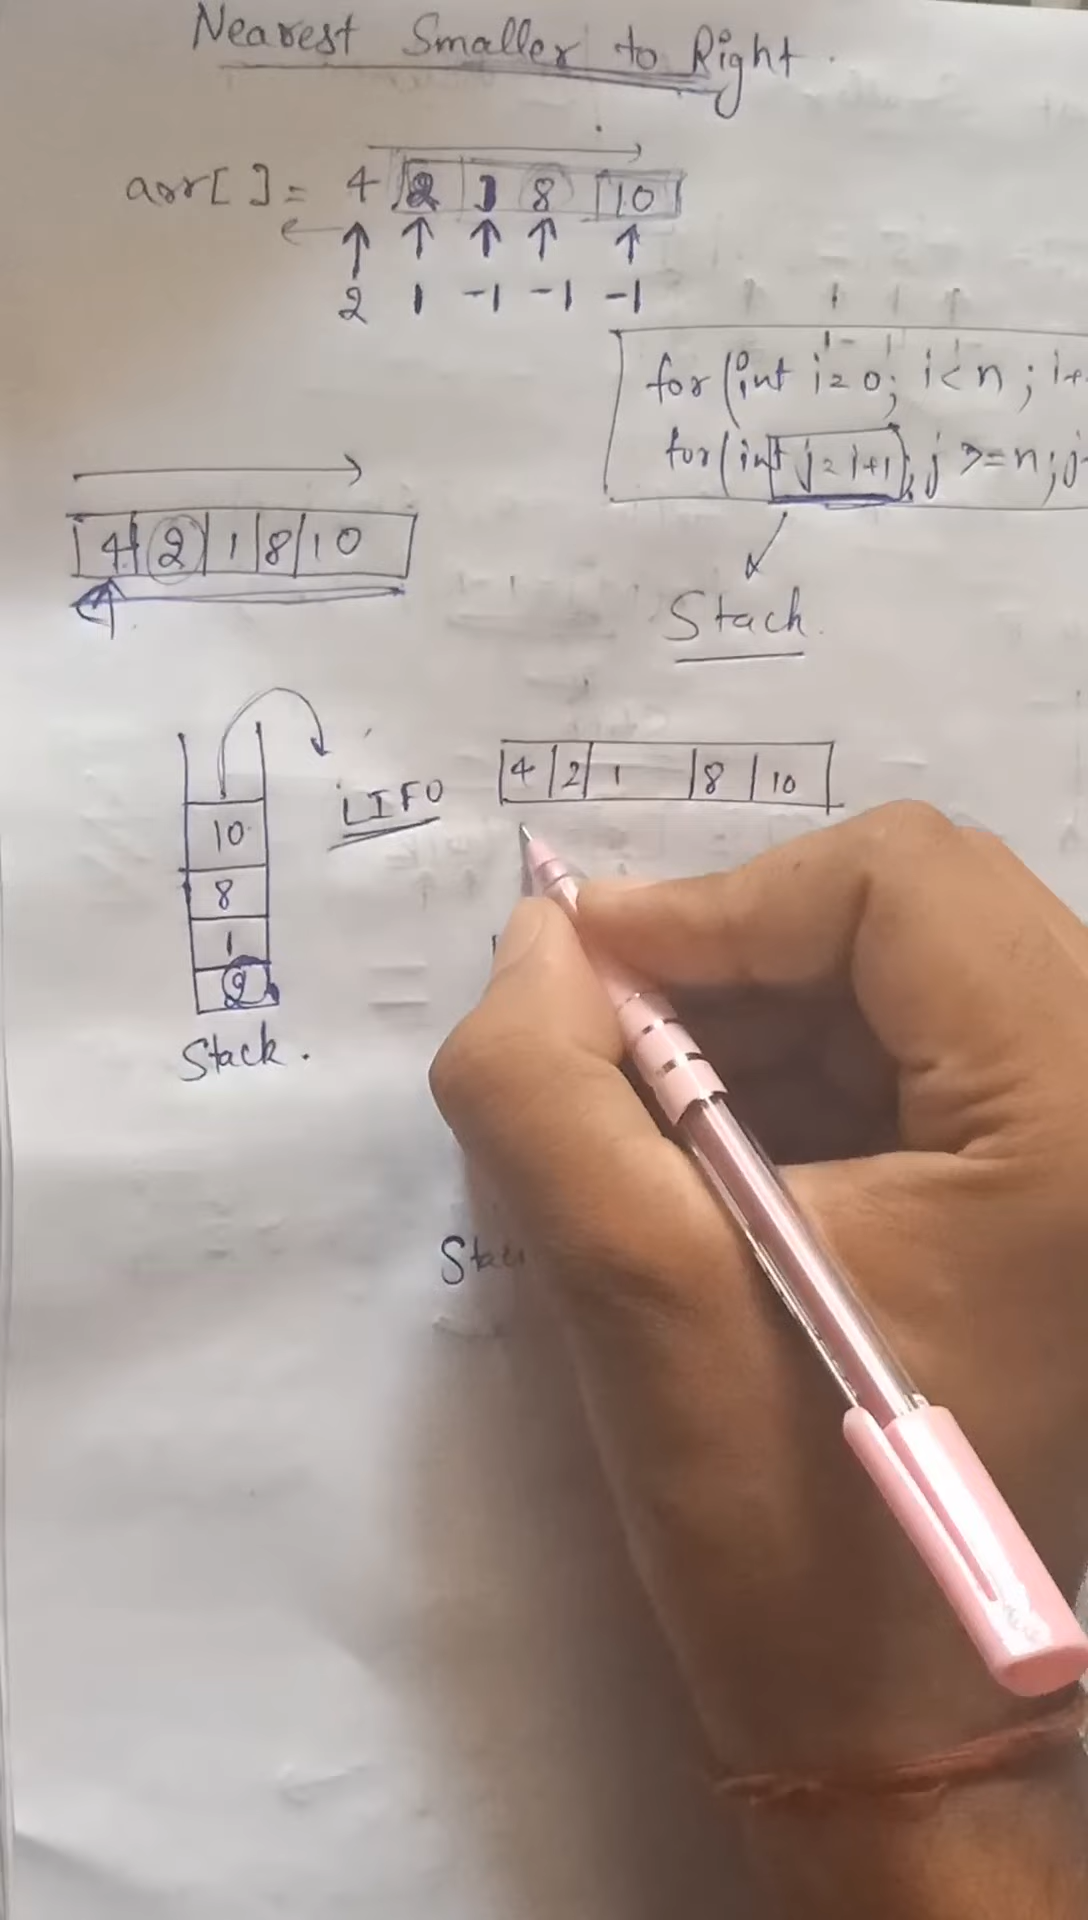 Nearest Smaller to Right.
arr[ ] = 4 2 1 8 10
2 1 -1 -1 -1
for(int i=0; i<n; i+
for(int j=i+1; j>=n; j-
4 2 1 8 10
Stack.
4 2 1 8 10
LIFO
10
8
1
2
Stack.